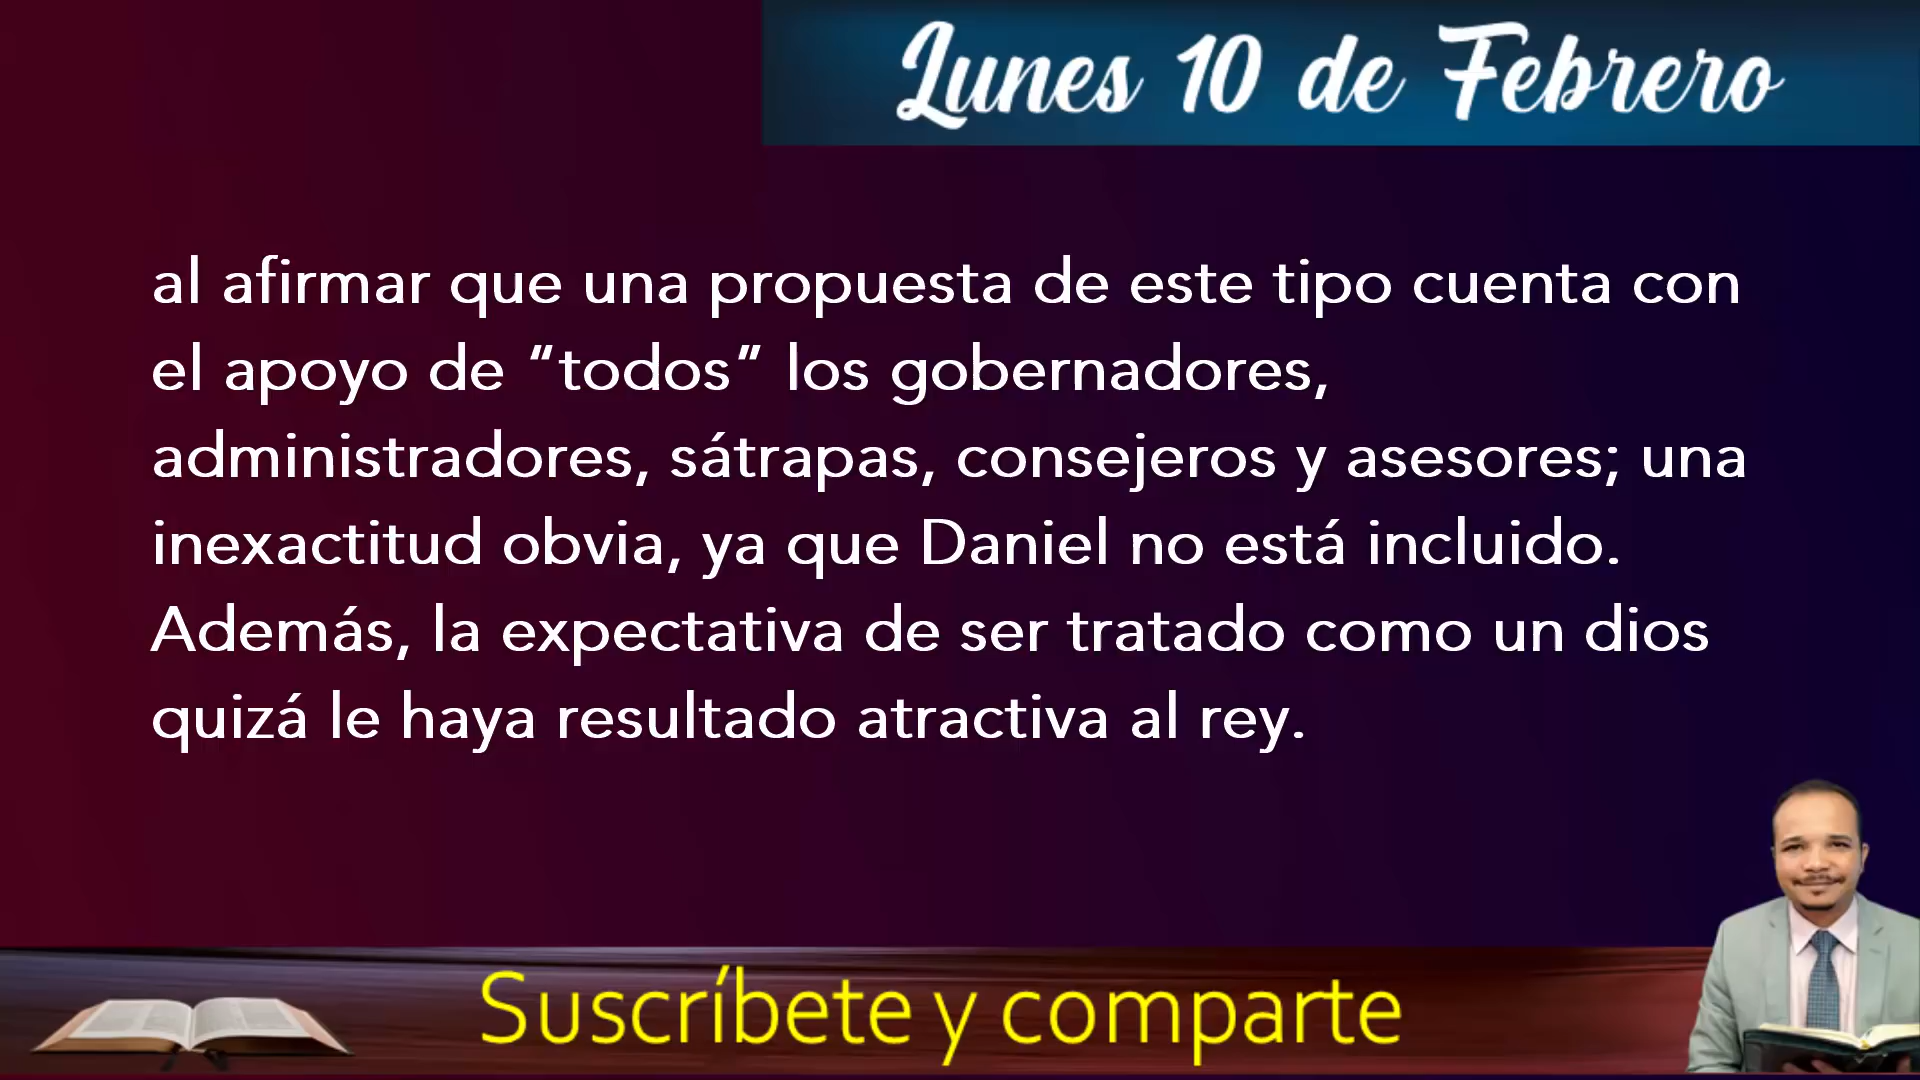 Lunes 10 de Febrero
al afirmar que una propuesta de este tipo cuenta con
el apoyo de “todos” los gobernadores,
administradores, sátrapas, consejeros y asesores; una
inexactitud obvia, ya que Daniel no está incluido.
Además, la expectativa de ser tratado como un dios
quizá le haya resultado atractiva al rey.
Suscríbete y comparte